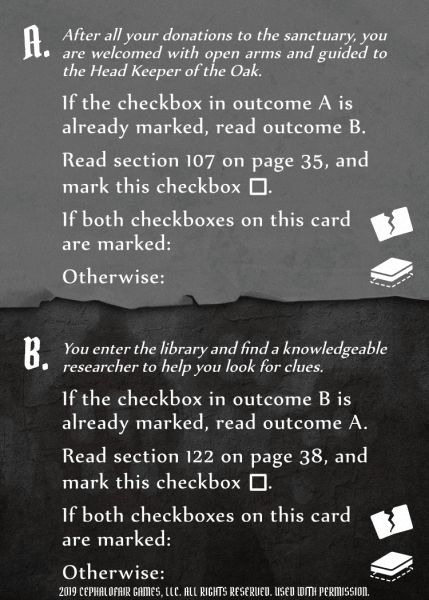 A. After all your donations to the sanctuary, you
are welcomed with open arms and guided to
the Head Keeper of the Oak.
If the checkbox in outcome A is
already marked, read outcome B.
Read section 107 on page 35, and
mark this checkbox ☐.
If both checkboxes on this card
are marked:
Otherwise:
B. You enter the library and find a knowledgeable
researcher to help you look for clues.
If the checkbox in outcome B is
already marked, read outcome A.
Read section 122 on page 38, and
mark this checkbox ☐.
If both checkboxes on this card
are marked:
Otherwise:
2019 CEPHALOFAIR GAMES, LLC. ALL RIGHTS RESERVED. USED WITH PERMISSION.